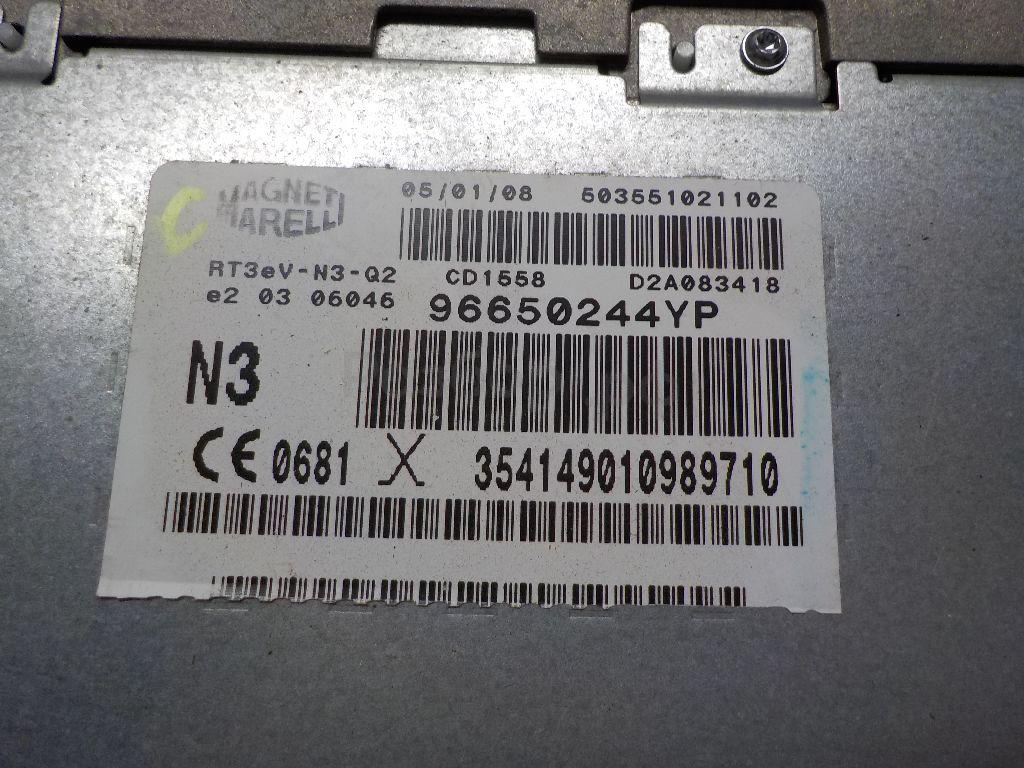 C
MAGNETI
MARELLI
05/01/08 503551021102
RT3eV-N3-Q2 CD1558 D2A083418
e2 03 06046 96650244YP
N3
CE 0681 354149010989710